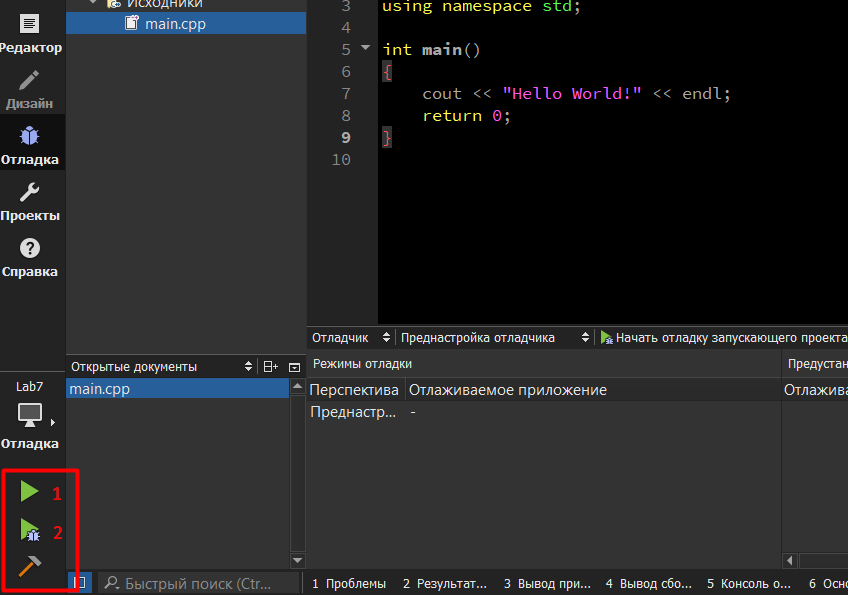 Исходники
main.cpp
Редактор
Дизайн
Отладка
Проекты
Справка
3 using namespace std;
4
5 int main()
6 {
7 cout << "Hello World!" << endl;
8 return 0;
9 }
10
Отладчик Преднастройка отладчика Начать отладку запускающего проекта
Открытые документы
main.cpp
Режимы отладки
Перспектива Отлаживаемое приложение
Преднастр... -
Lab7
Отладка
1
2
Быстрый поиск (Ctr...
1 Проблемы 2 Результат... 3 Вывод при... 4 Вывод сбо... 5 Консоль о... 6